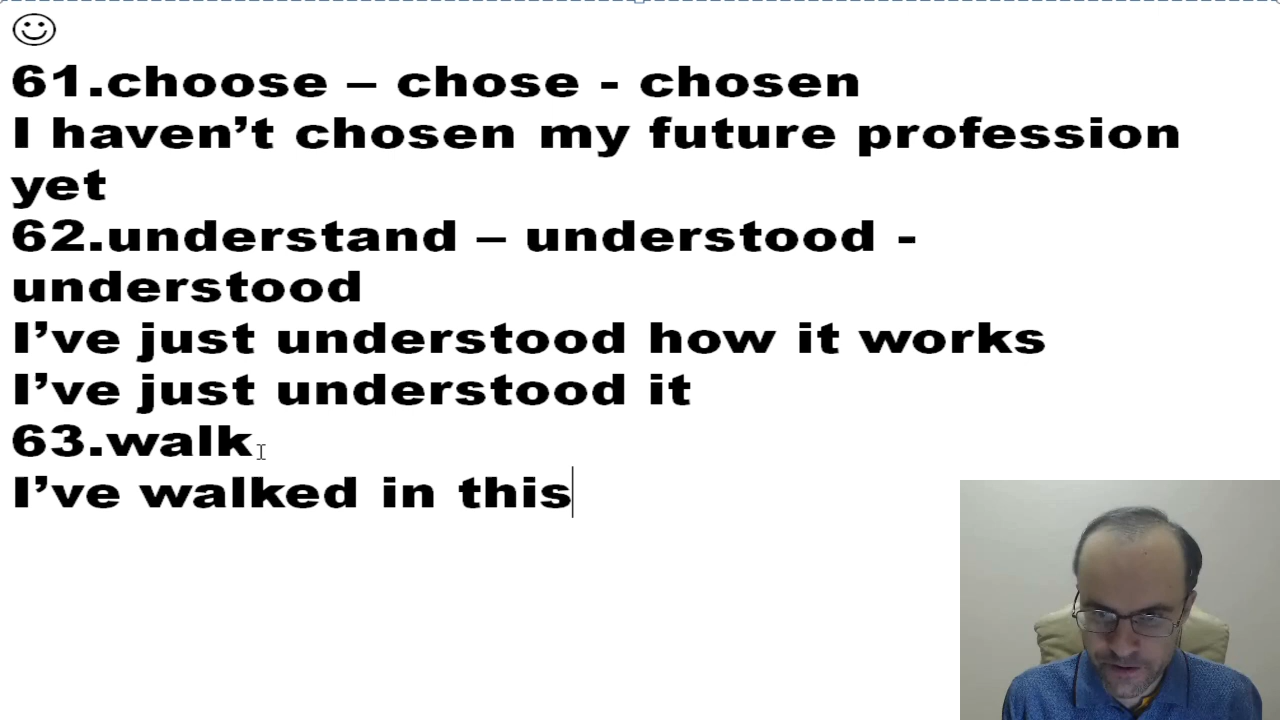 61.choose – chose - chosen
I haven’t chosen my future profession
yet
62.understand – understood -
understood
I’ve just understood how it works
I’ve just understood it
63.walk
I’ve walked in this